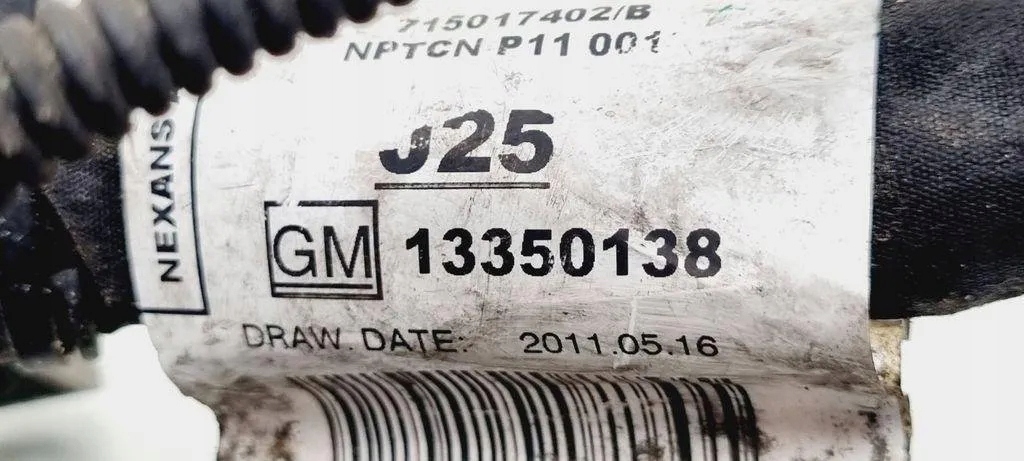 715017402/B
NPTCN P11 001
NEXANS
J25
GM 13350138
DRAW. DATE: 2011.05.16